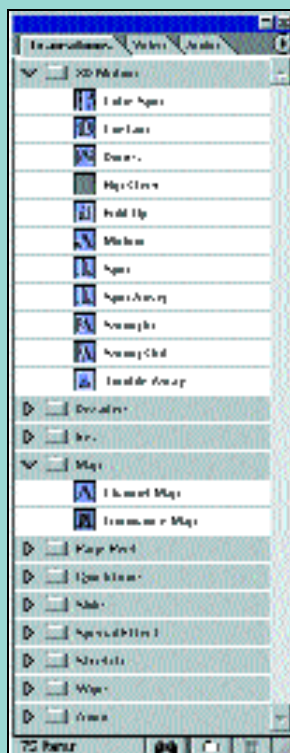 Transitions Video Audio
3D Motion
Cube Spin
Curtain
Doors
Flip Over
Fold Up
Motion
Spin
Spin Away
Swing In
Swing Out
Tumble Away
Dissolve
Iris
Map
Channel Map
Luminance Map
Page Peel
QuickTime
Slide
Special Effect
Stretch
Wipe
Zoom
75 Items